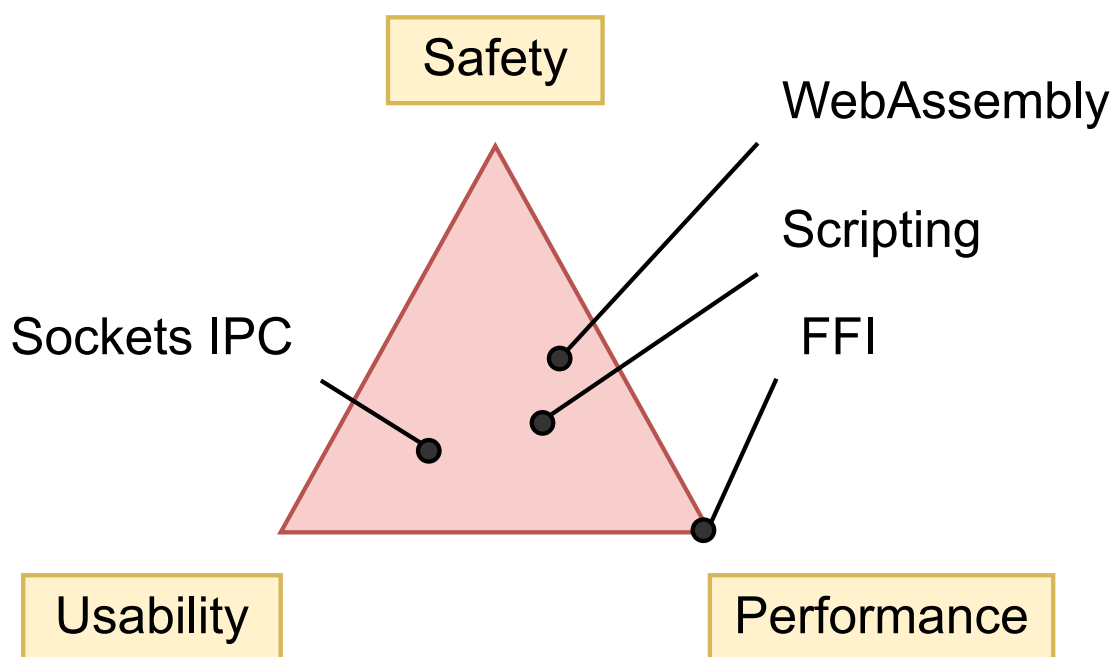 Safety
WebAssembly
Scripting
Sockets IPC
FFI
Usability
Performance